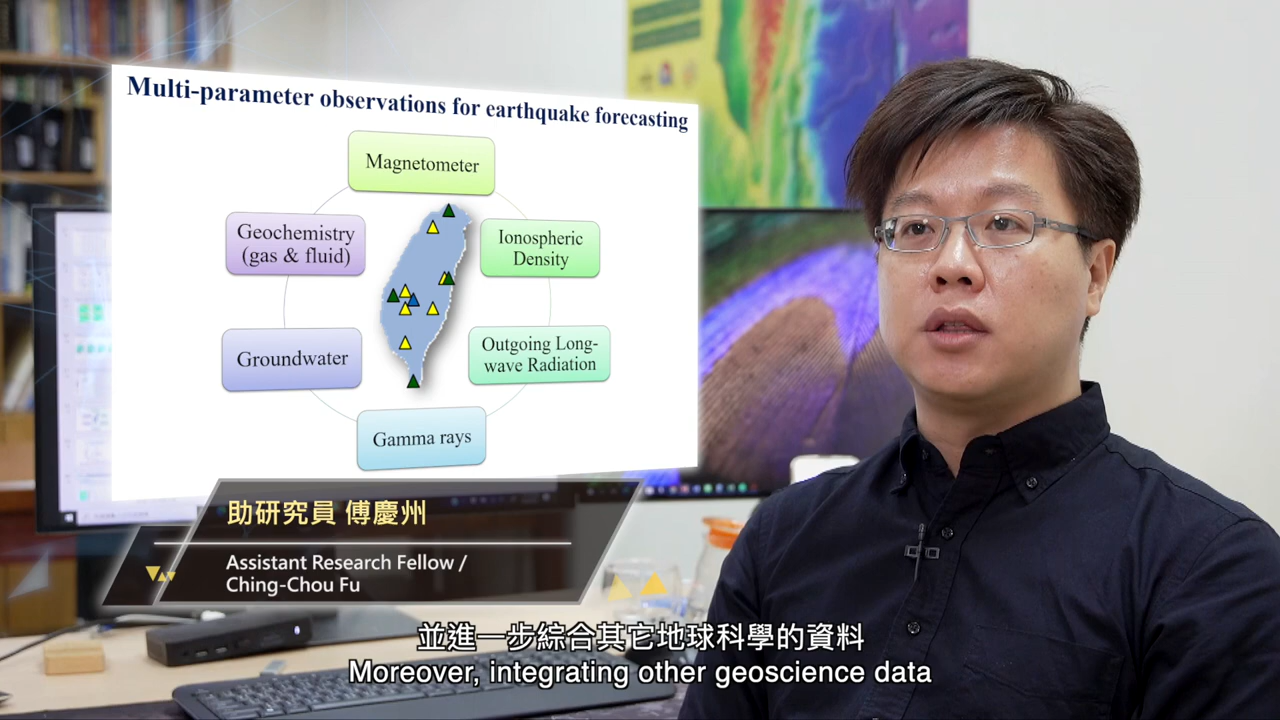 Multi-parameter observations for earthquake forecasting
Magnetometer
Geochemistry
(gas & fluid)
Ionospheric
Density
Groundwater
Outgoing Long-
wave Radiation
Gamma rays
助研究員 傅慶州
Assistant Research Fellow /
Ching-Chou Fu
並進一步綜合其它地球科學的資料
Moreover, integrating other geoscience data